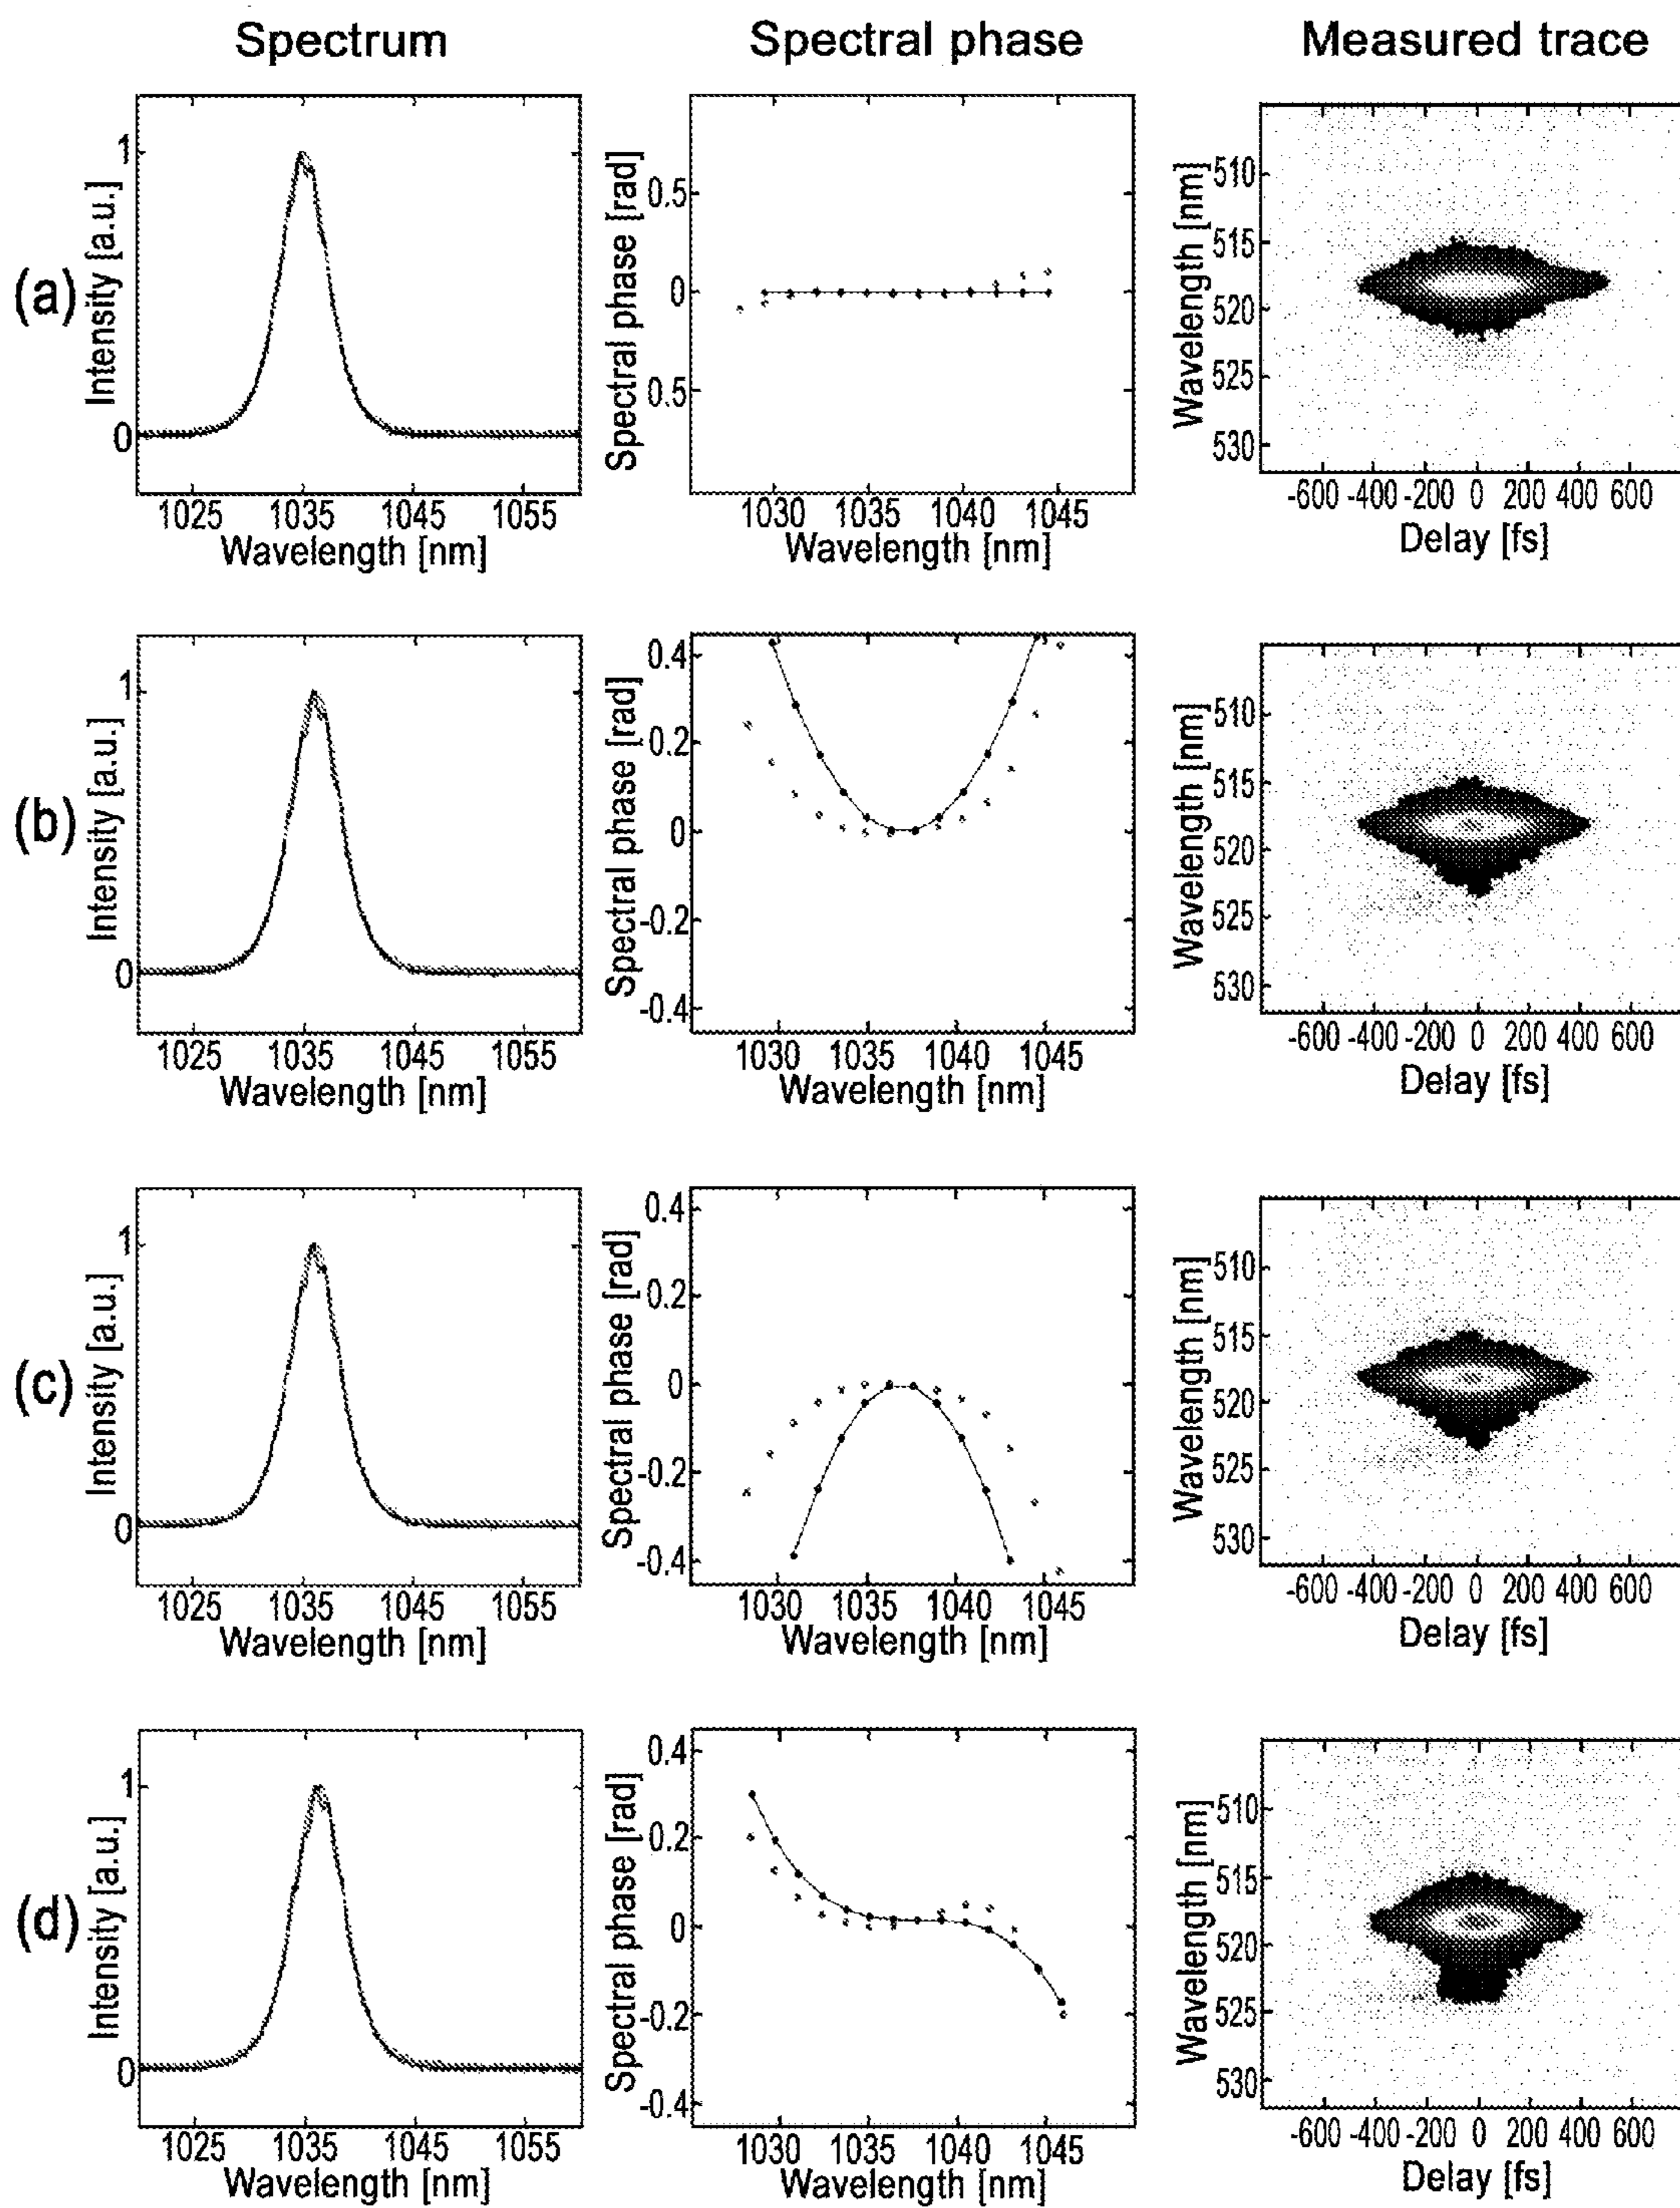 Spectrum Spectral phase Measured trace
(a)
Intensity [a.u.]
1
0
1025 1035 1045 1055
Wavelength [nm]
Spectral phase [rad]
0.5
0
0.5
1030 1035 1040 1045
Wavelength [nm]
Wavelength [nm]
510
515
520
525
530
-600 -400 -200 0 200 400 600
Delay [fs]
(b)
Intensity [a.u.]
1
0
1025 1035 1045 1055
Wavelength [nm]
Spectral phase [rad]
0.4
0.2
0
-0.2
-0.4
1030 1035 1040 1045
Wavelength [nm]
Wavelength [nm]
510
515
520
525
530
-600 -400 -200 0 200 400 600
Delay [fs]
(c)
Intensity [a.u.]
1
0
1025 1035 1045 1055
Wavelength [nm]
Spectral phase [rad]
0.4
0.2
0
-0.2
-0.4
1030 1035 1040 1045
Wavelength [nm]
Wavelength [nm]
510
515
520
525
530
-600 -400 -200 0 200 400 600
Delay [fs]
(d)
Intensity [a.u.]
1
0
1025 1035 1045 1055
Wavelength [nm]
Spectral phase [rad]
0.4
0.2
0
-0.2
-0.4
1030 1035 1040 1045
Wavelength [nm]
Wavelength [nm]
510
515
520
525
530
-600 -400 -200 0 200 400 600
Delay [fs]